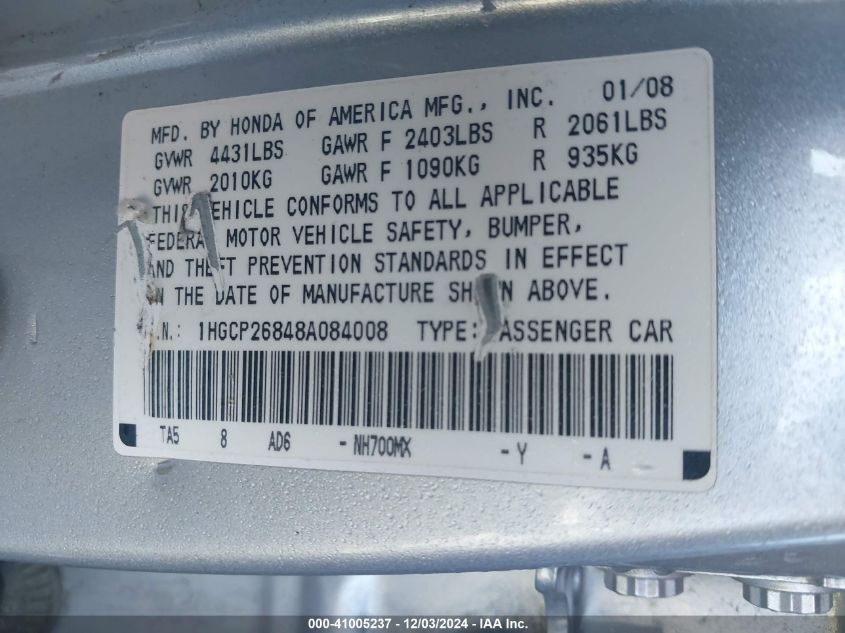 MFD. BY HONDA OF AMERICA MFG., INC. 01/08
GVWR 4431LBS GAWR F 2403LBS R 2061LBS
GVWR 2010KG GAWR F 1090KG R 935KG
THIS VEHICLE CONFORMS TO ALL APPLICABLE
FEDERAL MOTOR VEHICLE SAFETY, BUMPER,
AND THEFT PREVENTION STANDARDS IN EFFECT
ON THE DATE OF MANUFACTURE SHOWN ABOVE.
.N.: 1HGCP26848A084008 TYPE: PASSENGER CAR
TA5 8 AD6 - NH700MX - Y - A
000-41005237 - 12/03/2024 - IAA Inc.